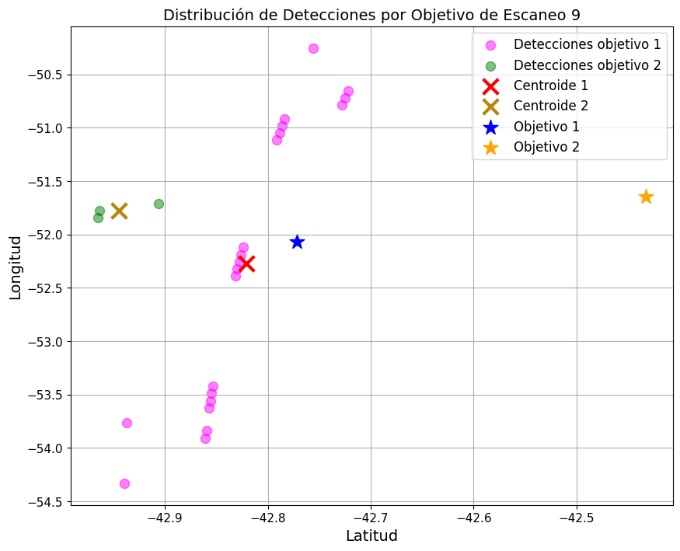 Distribución de Detecciones por Objetivo de Escaneo 9
Detecciones objetivo 1
Detecciones objetivo 2
Centroide 1
Centroide 2
Objetivo 1
Objetivo 2
Longitud
−50.5
−51.0
−51.5
−52.0
−52.5
−53.0
−53.5
−54.0
−54.5
−42.9
−42.8
−42.7
−42.6
−42.5
Latitud